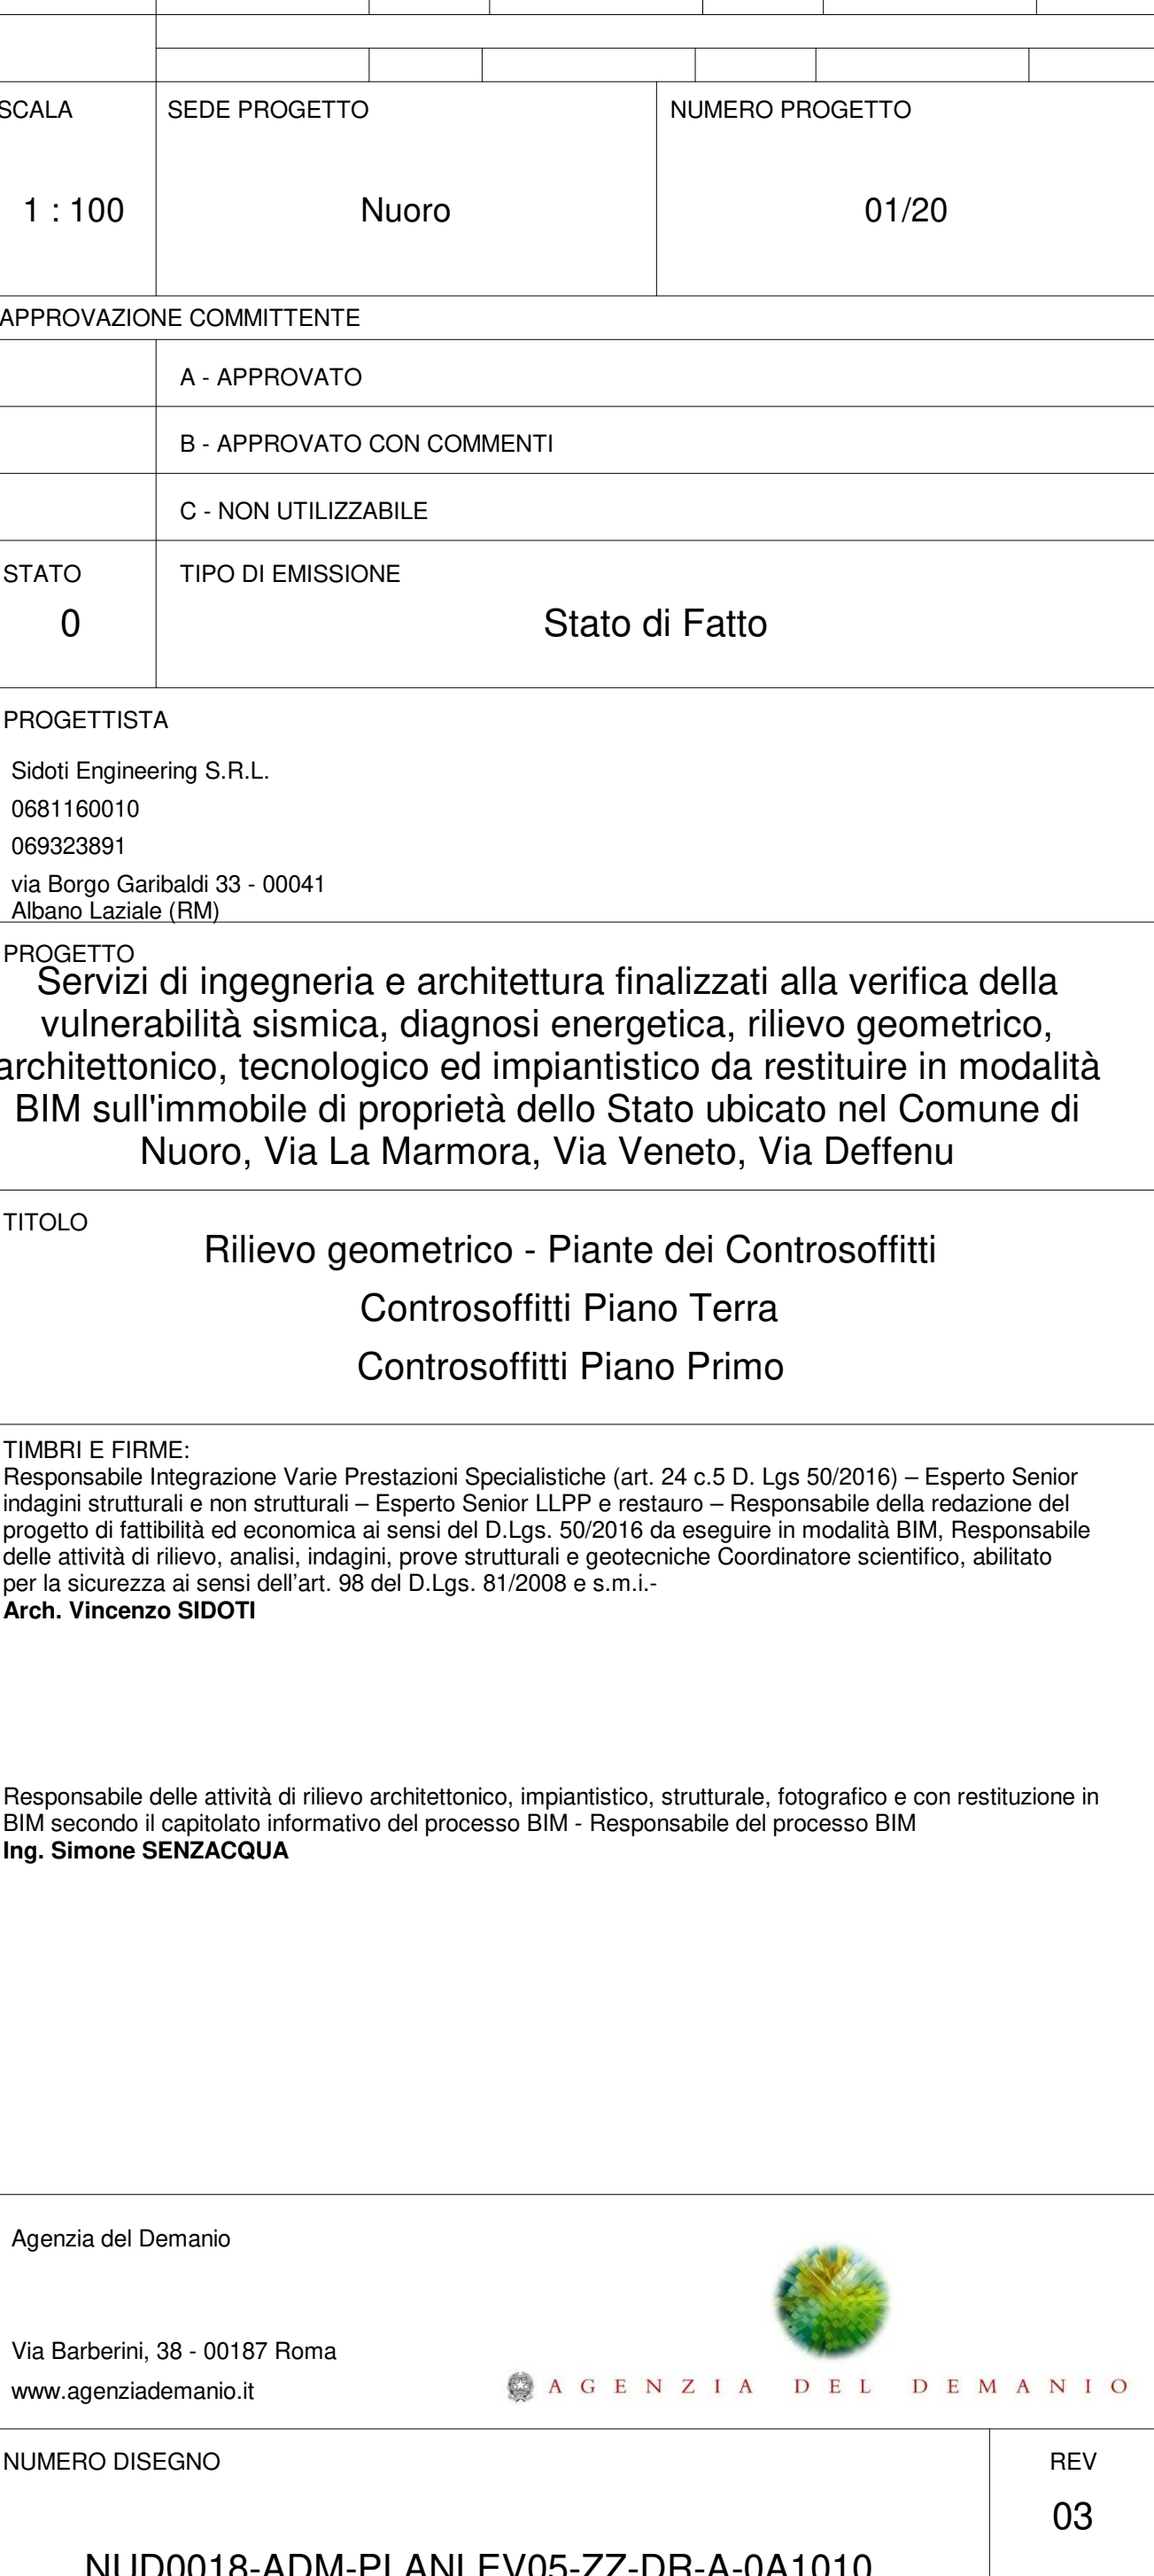 SCALA
SEDE PROGETTO
NUMERO PROGETTO
1 : 100
Nuoro
01/20
APPROVAZIONE COMMITTENTE
A - APPROVATO
B - APPROVATO CON COMMENTI
C - NON UTILIZZABILE
STATO
TIPO DI EMISSIONE
0
Stato di Fatto
PROGETTISTA
Sidoti Engineering S.R.L.
0681160010
069323891
via Borgo Garibaldi 33 - 00041
Albano Laziale (RM)
PROGETTO
Servizi di ingegneria e architettura finalizzati alla verifica della
vulnerabilità sismica, diagnosi energetica, rilievo geometrico,
architettonico, tecnologico ed impiantistico da restituire in modalità
BIM sull'immobile di proprietà dello Stato ubicato nel Comune di
Nuoro, Via La Marmora, Via Veneto, Via Deffenu
TITOLO
Rilievo geometrico - Piante dei Controsoffitti
Controsoffitti Piano Terra
Controsoffitti Piano Primo
TIMBRI E FIRME:
Responsabile Integrazione Varie Prestazioni Specialistiche (art. 24 c.5 D. Lgs 50/2016) – Esperto Senior
indagini strutturali e non strutturali – Esperto Senior LLPP e restauro – Responsabile della redazione del
progetto di fattibilità ed economica ai sensi del D.Lgs. 50/2016 da eseguire in modalità BIM, Responsabile
delle attività di rilievo, analisi, indagini, prove strutturali e geotecniche Coordinatore scientifico, abilitato
per la sicurezza ai sensi dell'art. 98 del D.Lgs. 81/2008 e s.m.i.-
Arch. Vincenzo SIDOTI
Responsabile delle attività di rilievo architettonico, impiantistico, strutturale, fotografico e con restituzione in
BIM secondo il capitolato informativo del processo BIM - Responsabile del processo BIM
Ing. Simone SENZACQUA
Agenzia del Demanio
Via Barberini, 38 - 00187 Roma
www.agenziademanio.it
AGENZIA DEL DEMANIO
NUMERO DISEGNO
REV
03
NUD0018-ADM-PLANLEV05-ZZ-DR-A-0A1010